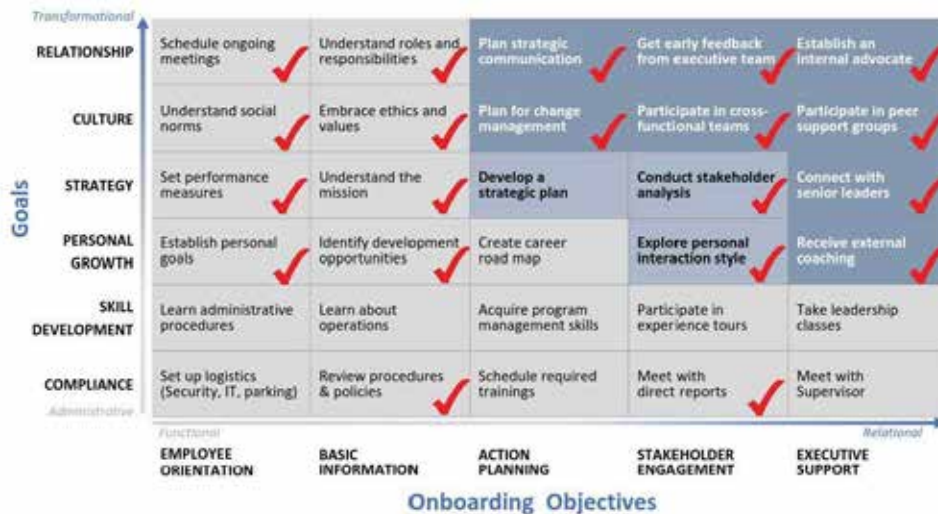 Transformational
RELATIONSHIP
Schedule ongoing
meetings
Understand roles and
responsibilities
Plan strategic
communication
Get early feedback
from executive team
Establish an
internal advocate
CULTURE
Understand social
norms
Embrace ethics and
values
Plan for change
management
Participate in cross-
functional teams
Participate in peer
support groups
Goals
STRATEGY
Set performance
measures
Understand the
mission
Develop a
strategic plan
Conduct stakeholder
analysis
Connect with
senior leaders
PERSONAL
GROWTH
Establish personal
goals
Identify development
opportunities
Create career
road map
Explore personal
interaction style
Receive external
coaching
SKILL
DEVELOPMENT
Learn administrative
procedures
Learn about
operations
Acquire program
management skills
Participate in
experience tours
Take leadership
classes
COMPLIANCE
Administrative
Set up logistics
(Security, IT, parking)
Review procedures
& policies
Schedule required
trainings
Meet with
direct reports
Meet with
Supervisor
Functional
Relational
EMPLOYEE
ORIENTATION
BASIC
INFORMATION
ACTION
PLANNING
STAKEHOLDER
ENGAGEMENT
EXECUTIVE
SUPPORT
Onboarding Objectives